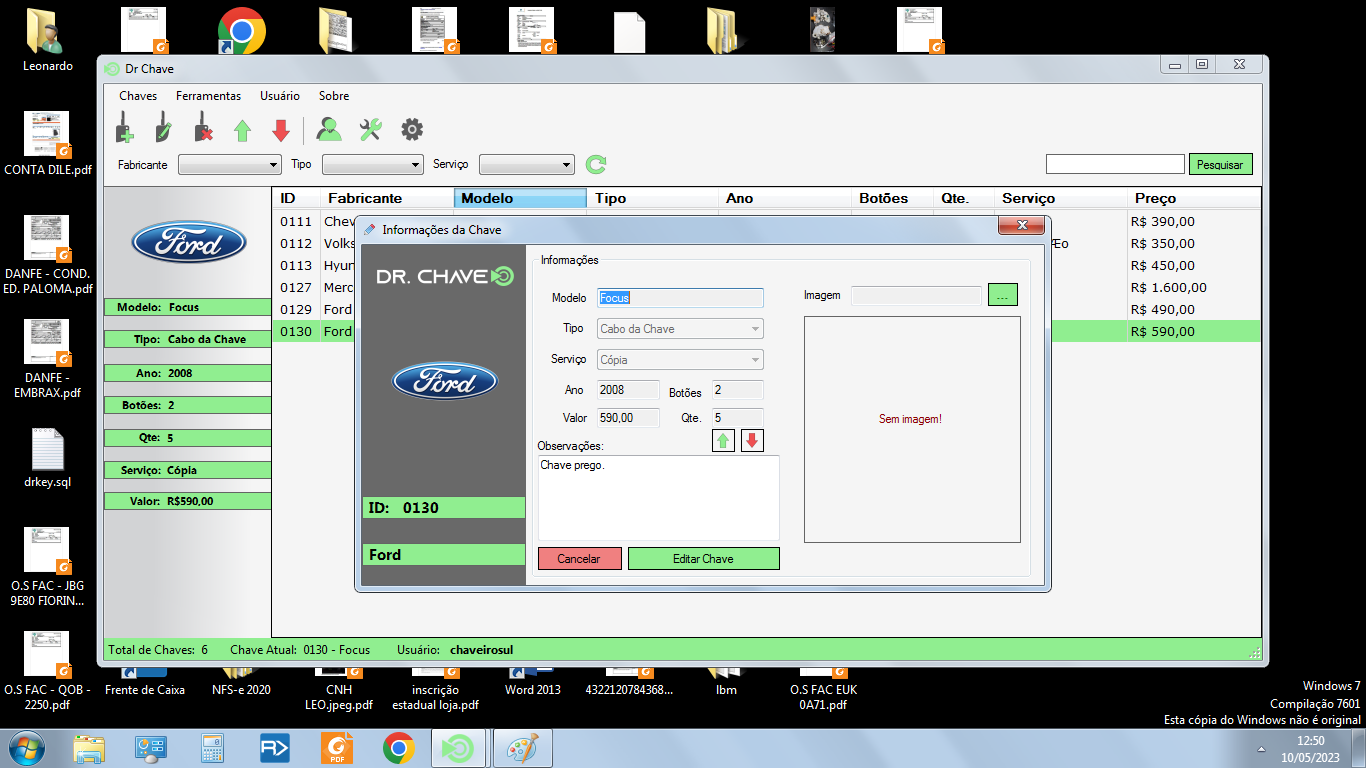 Leonardo
CONTA DILE.pdf
DANFE - COND.
ED. PALOMA.pdf
DANFE -
EMBRAX.pdf
drkey.sql
O.S FAC - JBG
9E80 FIORIN...
O.S FAC - QOB -
2250.pdf
Dr Chave
Chaves Ferramentas Usuário Sobre
Fabricante Tipo Serviço Pesquisar
ID Fabricante Modelo Tipo Ano Botões Qte. Serviço Preço
0111 Chev R$ 390,00
0112 Volks Æo R$ 350,00
0113 Hyun R$ 450,00
0127 Merc R$ 1.600,00
0129 Ford R$ 490,00
0130 Ford R$ 590,00
Ford
Modelo: Focus
Tipo: Cabo da Chave
Ano: 2008
Botões: 2
Qte: 5
Serviço: Cópia
Valor: R$590,00
Informações da Chave
DR. CHAVE
Ford
ID: 0130
Ford
Informações
Modelo Focus
Tipo Cabo da Chave
Serviço Cópia
Ano 2008 Botões 2
Valor 590,00 Qte. 5
Observações:
Chave prego.
Cancelar Editar Chave
Imagem ...
Sem imagem!
Total de Chaves: 6 Chave Atual: 0130 - Focus Usuário: chaveirosul
Frente de Caixa
NFS-e 2020
CNH
LEO.jpeg.pdf
inscrição
estadual loja.pdf
Word 2013
4322120784368...
Ibm
O.S FAC EUK
0A71.pdf
Windows 7
Compilação 7601
Esta cópia do Windows não é original
PDF
12:50
10/05/2023